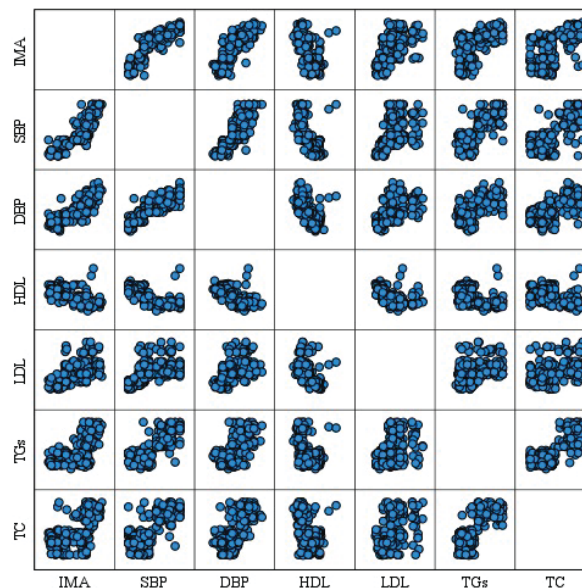 IMA
SBP
DBP
HDL
LDL
TGs
TC
IMA SBP DBP HDL LDL TGs TC